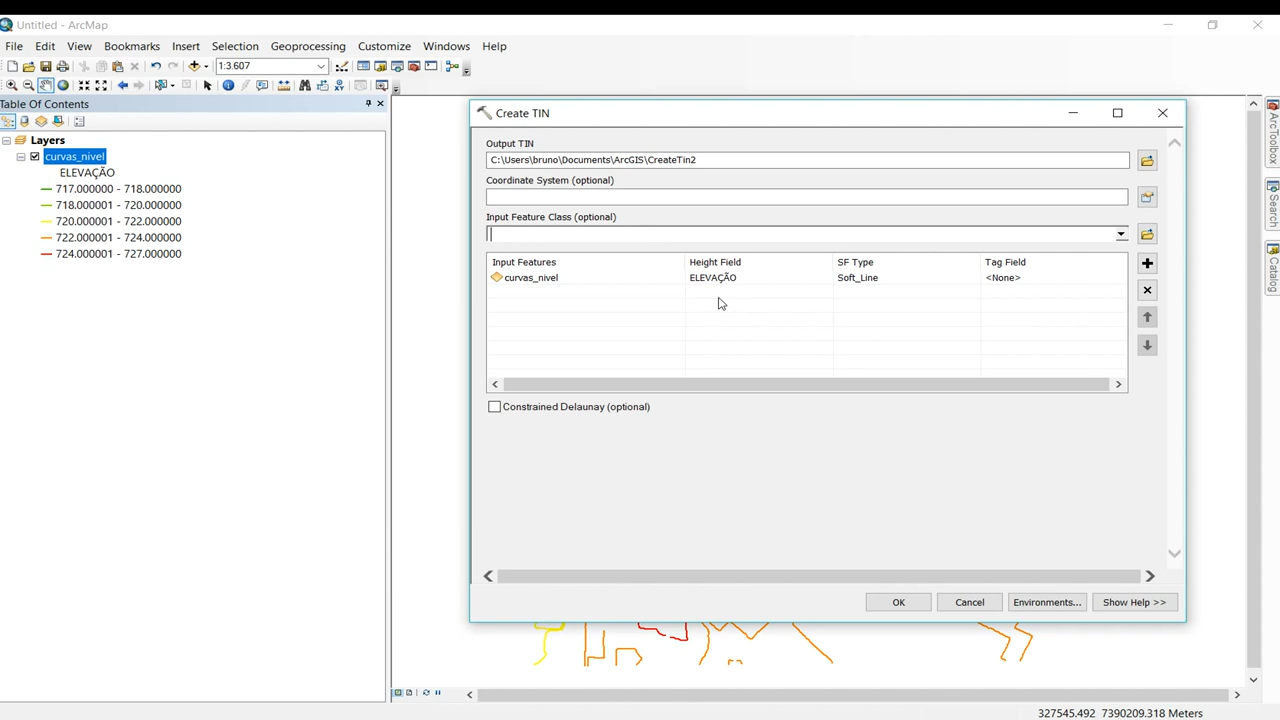 Untitled - ArcMap
File Edit View Bookmarks Insert Selection Geoprocessing Customize Windows Help
1:3.607
Table Of Contents
Layers
curvas_nivel
ELEVAÇÃO
717.000000 - 718.000000
718.000001 - 720.000000
720.000001 - 722.000000
722.000001 - 724.000000
724.000001 - 727.000000
Create TIN
Output TIN
C:\Users\bruno\Documents\ArcGIS\CreateTin2
Coordinate System (optional)
Input Feature Class (optional)
Input Features Height Field SF Type Tag Field
curvas_nivel ELEVAÇÃO Soft_Line <None>
Constrained Delaunay (optional)
OK Cancel Environments... Show Help >>
ArcToolbox
Search
Catalog
327545.492 7390209.318 Meters